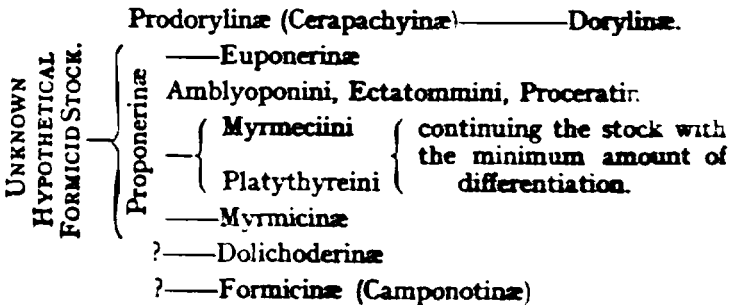 Prodorylinæ (Cerapachyinæ)——Dorylinæ.
UNKNOWN
HYPOTHETICAL
FORMICID STOCK.
Proponerinæ
——Euponerinæ
Amblyoponini, Ectatommini, Proceratin.
— { Myrmeciini { continuing the stock with
the minimum amount of
Platythyreini differentiation.
——Myrmicinæ
?——Dolichoderinæ
?——Formicinæ (Camponotinæ)